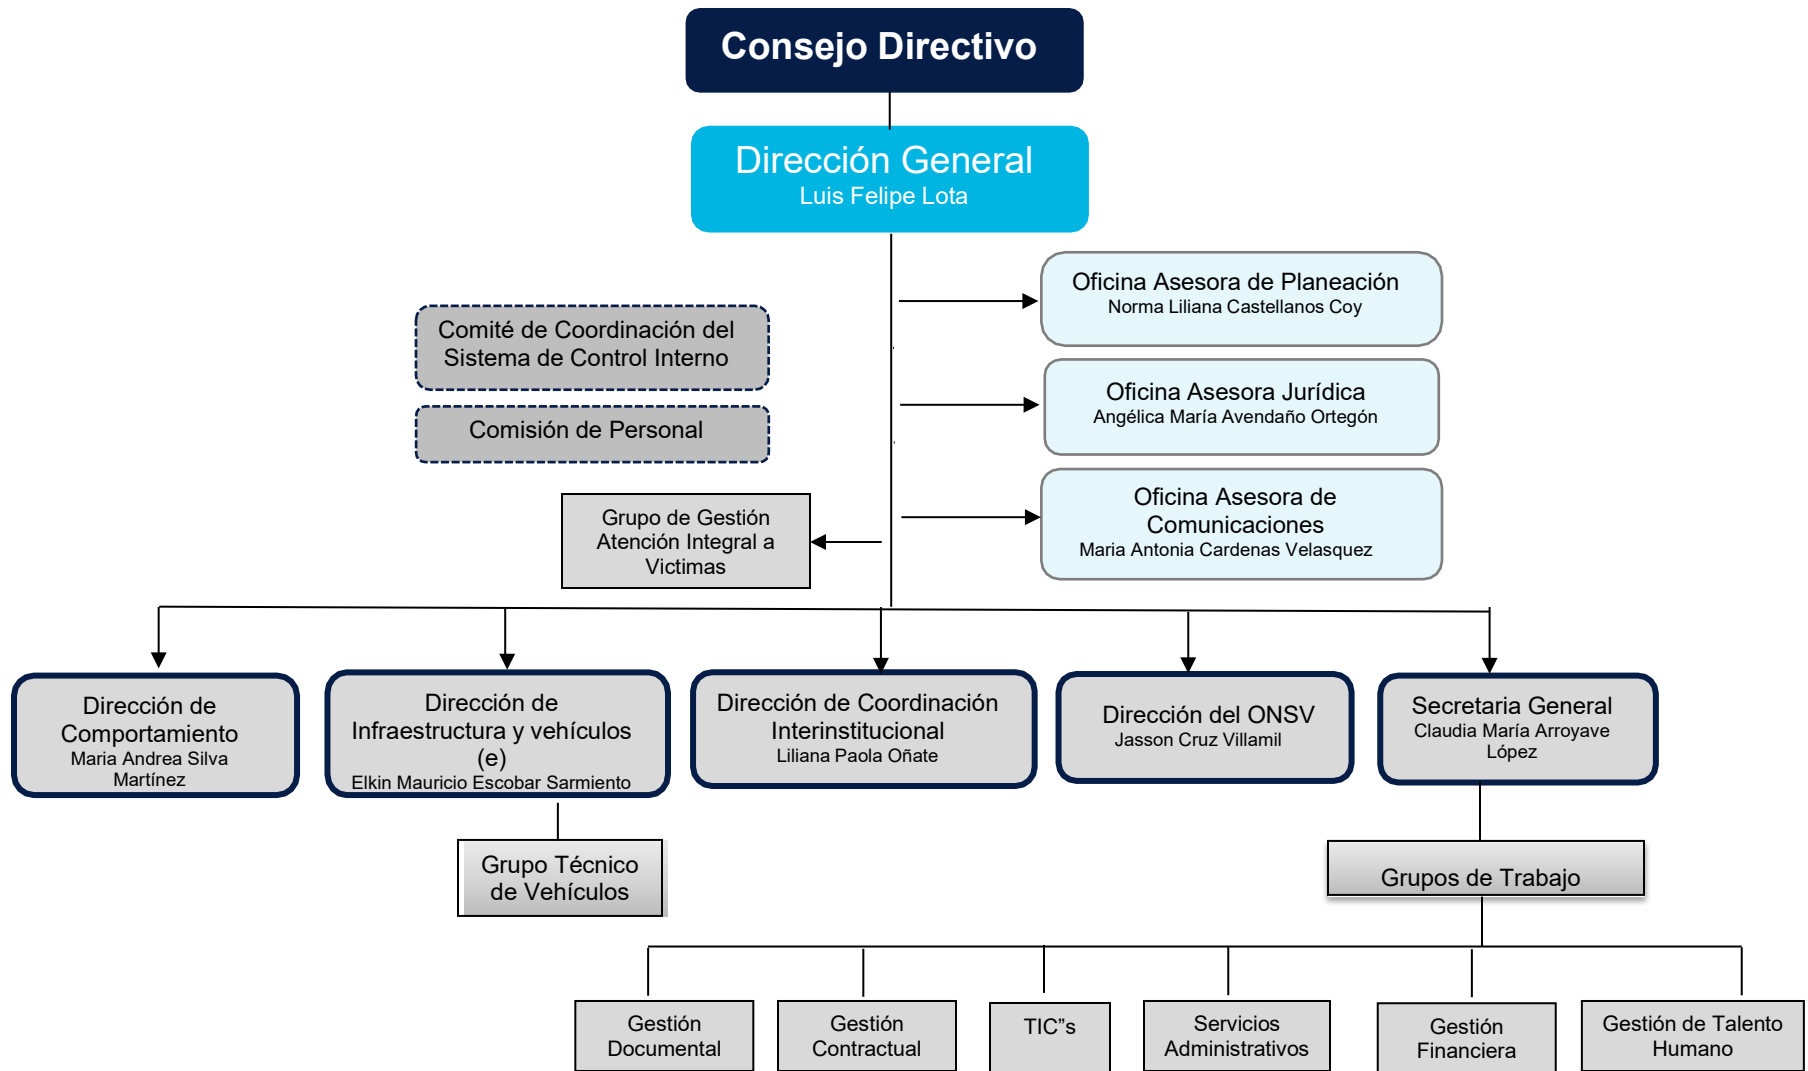 Consejo Directivo
Dirección General
Luis Felipe Lota
Oficina Asesora de Planeación
Norma Liliana Castellanos Coy
Comité de Coordinación del
Sistema de Control Interno
Oficina Asesora Jurídica
Angélica María Avendaño Ortegón
Comisión de Personal
Oficina Asesora de
Comunicaciones
Maria Antonia Cardenas Velasquez
Grupo de Gestión
Atención Integral a
Victimas
Dirección de
Comportamiento
Maria Andrea Silva
Martínez
Dirección de
Infraestructura y vehículos
(e)
Elkin Mauricio Escobar Sarmiento
Dirección de Coordinación
Interinstitucional
Liliana Paola Oñate
Dirección del ONSV
Jasson Cruz Villamil
Secretaria General
Claudia María Arroyave
López
Grupo Técnico
de Vehículos
Grupos de Trabajo
Gestión
Documental
Gestión
Contractual
TIC”s
Servicios
Administrativos
Gestión
Financiera
Gestión de Talento
Humano